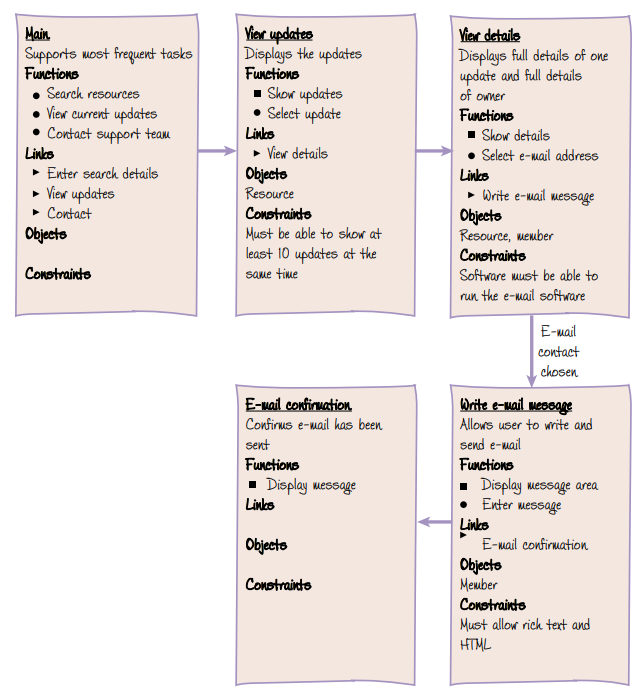 Main
Supports most frequent tasks
Functions
● Search resources
● View current updates
● Contact support team
Links
► Enter search details
► View updates
► Contact
Objects
Constraints
View updates
Displays the updates
Functions
■ Show updates
● Select update
Links
► View details
Objects
Resource
Constraints
Must be able to show at
least 10 updates at the
same time
View details
Displays full details of one
update and full details
of owner
Functions
■ Show details
● Select e-mail address
Links
► Write e-mail message
Objects
Resource, member
Constraints
Software must be able to
run the e-mail software
E-mail
contact
chosen
Write e-mail message
Allows user to write and
send e-mail
Functions
■ Display message area
● Enter message
Links
► E-mail confirmation
Objects
Member
Constraints
Must allow rich text and
HTML
E-mail confirmation
Confirms e-mail has been
sent
Functions
■ Display message
Links
Objects
Constraints